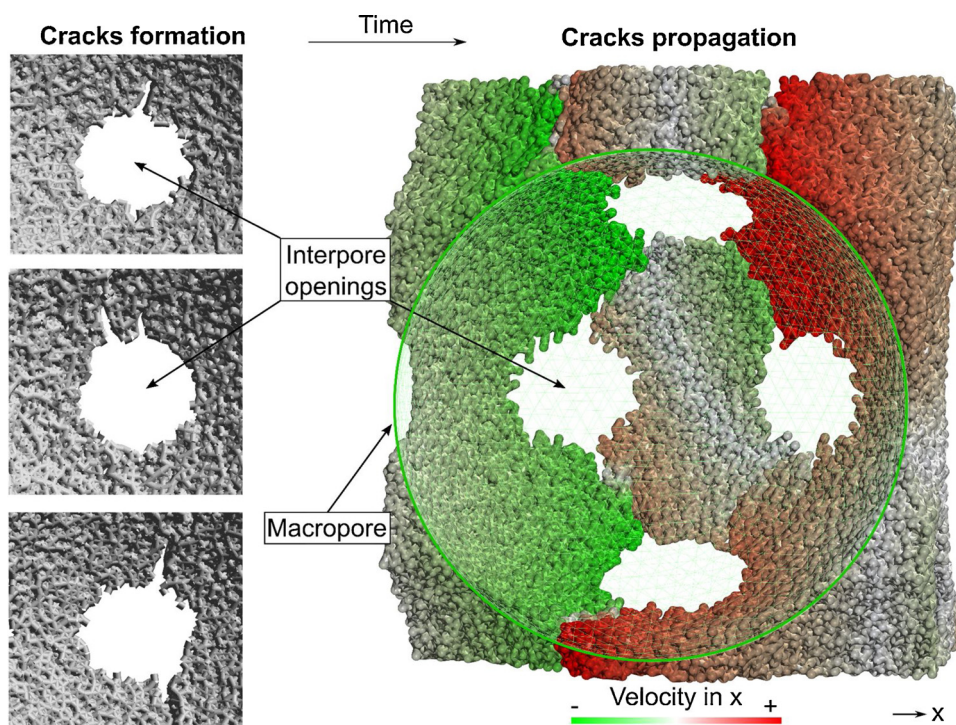 Cracks formation
Time
Cracks propagation
Interpore
openings
Macropore
Velocity in x
- +
x